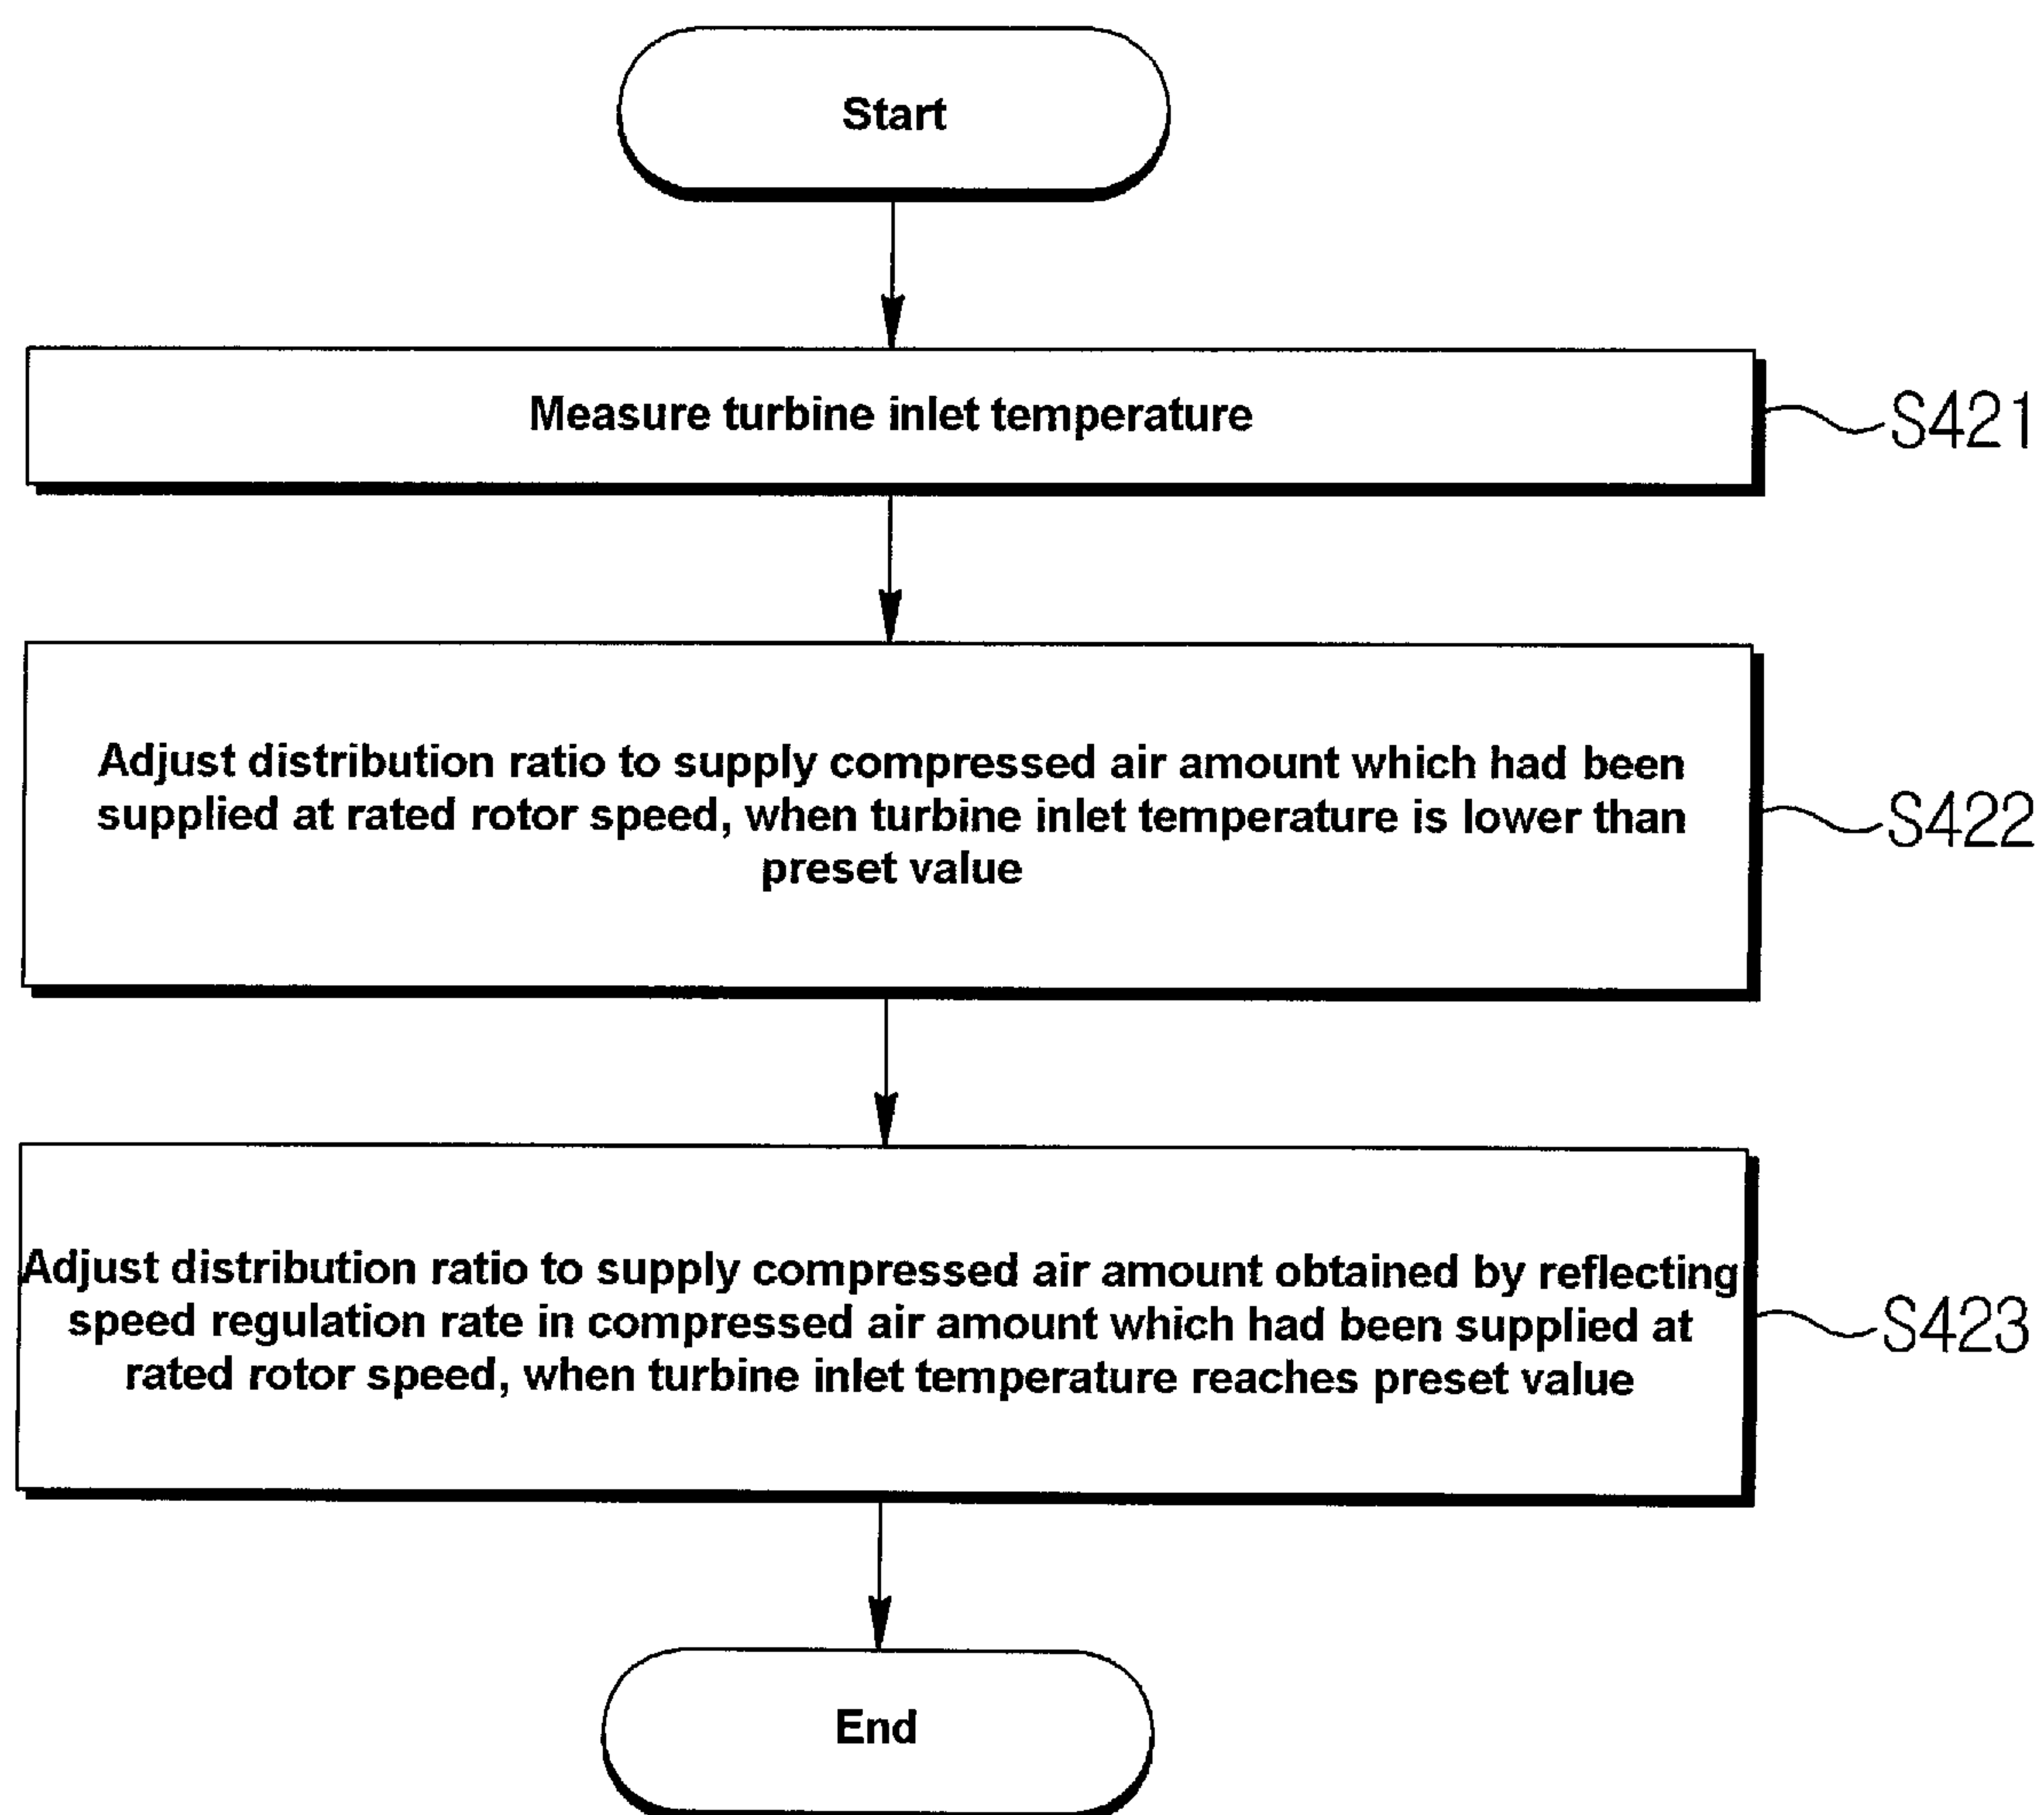 Start
Measure turbine inlet temperature
S421
Adjust distribution ratio to supply compressed air amount which had been
supplied at rated rotor speed, when turbine inlet temperature is lower than
preset value
S422
Adjust distribution ratio to supply compressed air amount obtained by reflecting
speed regulation rate in compressed air amount which had been supplied at
rated rotor speed, when turbine inlet temperature reaches preset value
S423
End